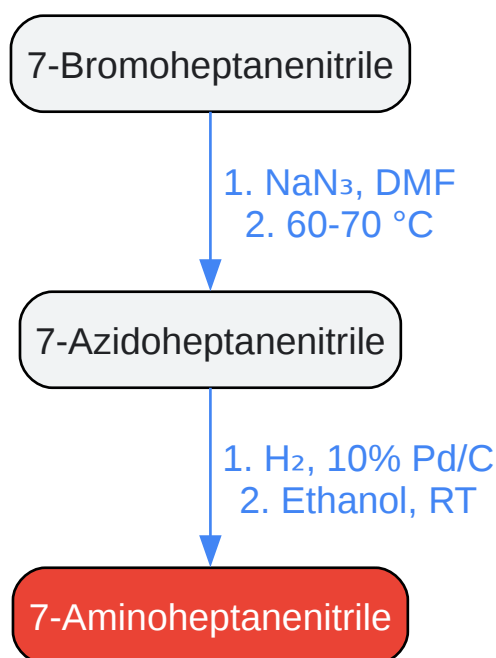 7-Bromoheptanenitrile
1. NaN₃, DMF
2. 60-70 °C
7-Azidoheptanenitrile
1. H₂, 10% Pd/C
2. Ethanol, RT
7-Aminoheptanenitrile